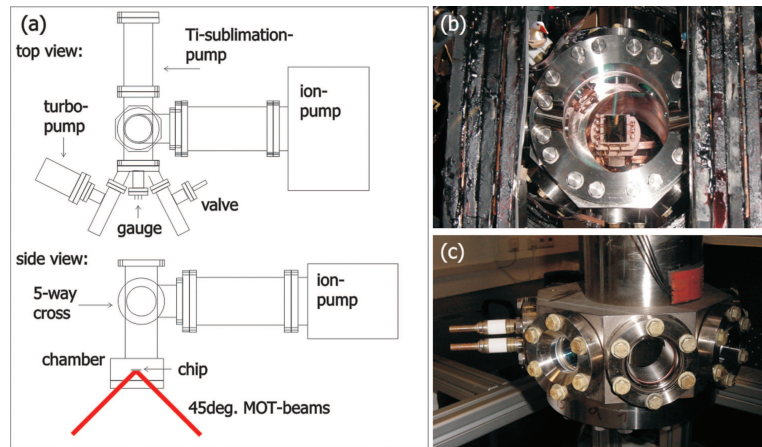 (a)
top view:
Ti-sublimation-
pump
ion-
pump
turbo-
pump
valve
gauge
side view:
5-way
cross
ion-
pump
chamber
chip
45deg. MOT-beams
(b)
(c)